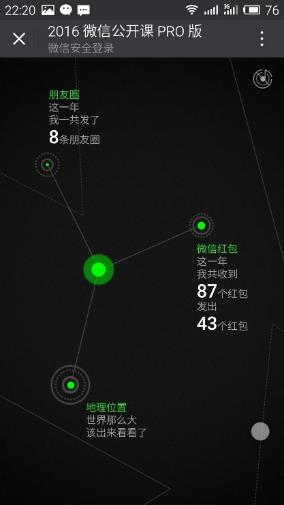 22:20
76
2016 微信公开课 PRO 版
微信安全登录
朋友圈
这一年
我一共发了
8条朋友圈
微信红包
这一年
我共收到
87个红包
发出
43个红包
地理位置
世界那么大
该出来看看了